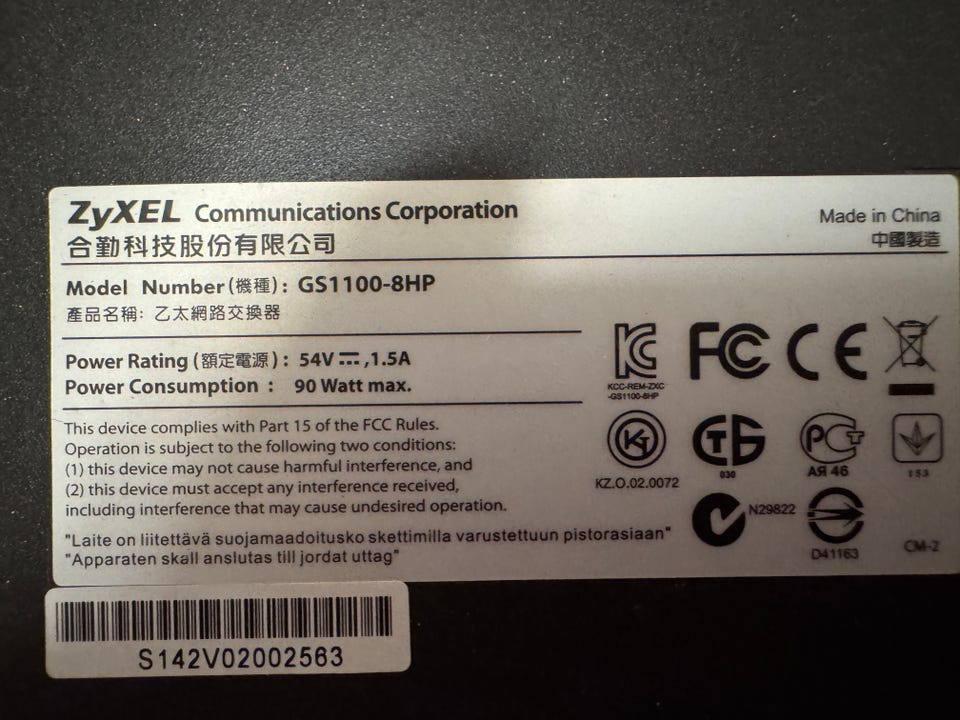 ZyXEL Communications Corporation
合勤科技股份有限公司
Made in China
中國製造
Model Number(機種): GS1100-8HP
產品名稱: 乙太網路交換器
Power Rating (額定電源): 54V ⎓,1.5A
Power Consumption : 90 Watt max.
KCC-REM-ZXC
-GS1100-8HP
FC CE
This device complies with Part 15 of the FCC Rules.
Operation is subject to the following two conditions:
(1) this device may not cause harmful interference, and
(2) this device must accept any interference received,
including interference that may cause undesired operation.
"Laite on liitettävä suojamaadoitusko skettimilla varustettuun pistorasiaan"
"Apparaten skall anslutas till jordat uttag"
KZ.O.02.0072
030
АЯ 46
153
N29822
D41163
CM-2
S142V02002563